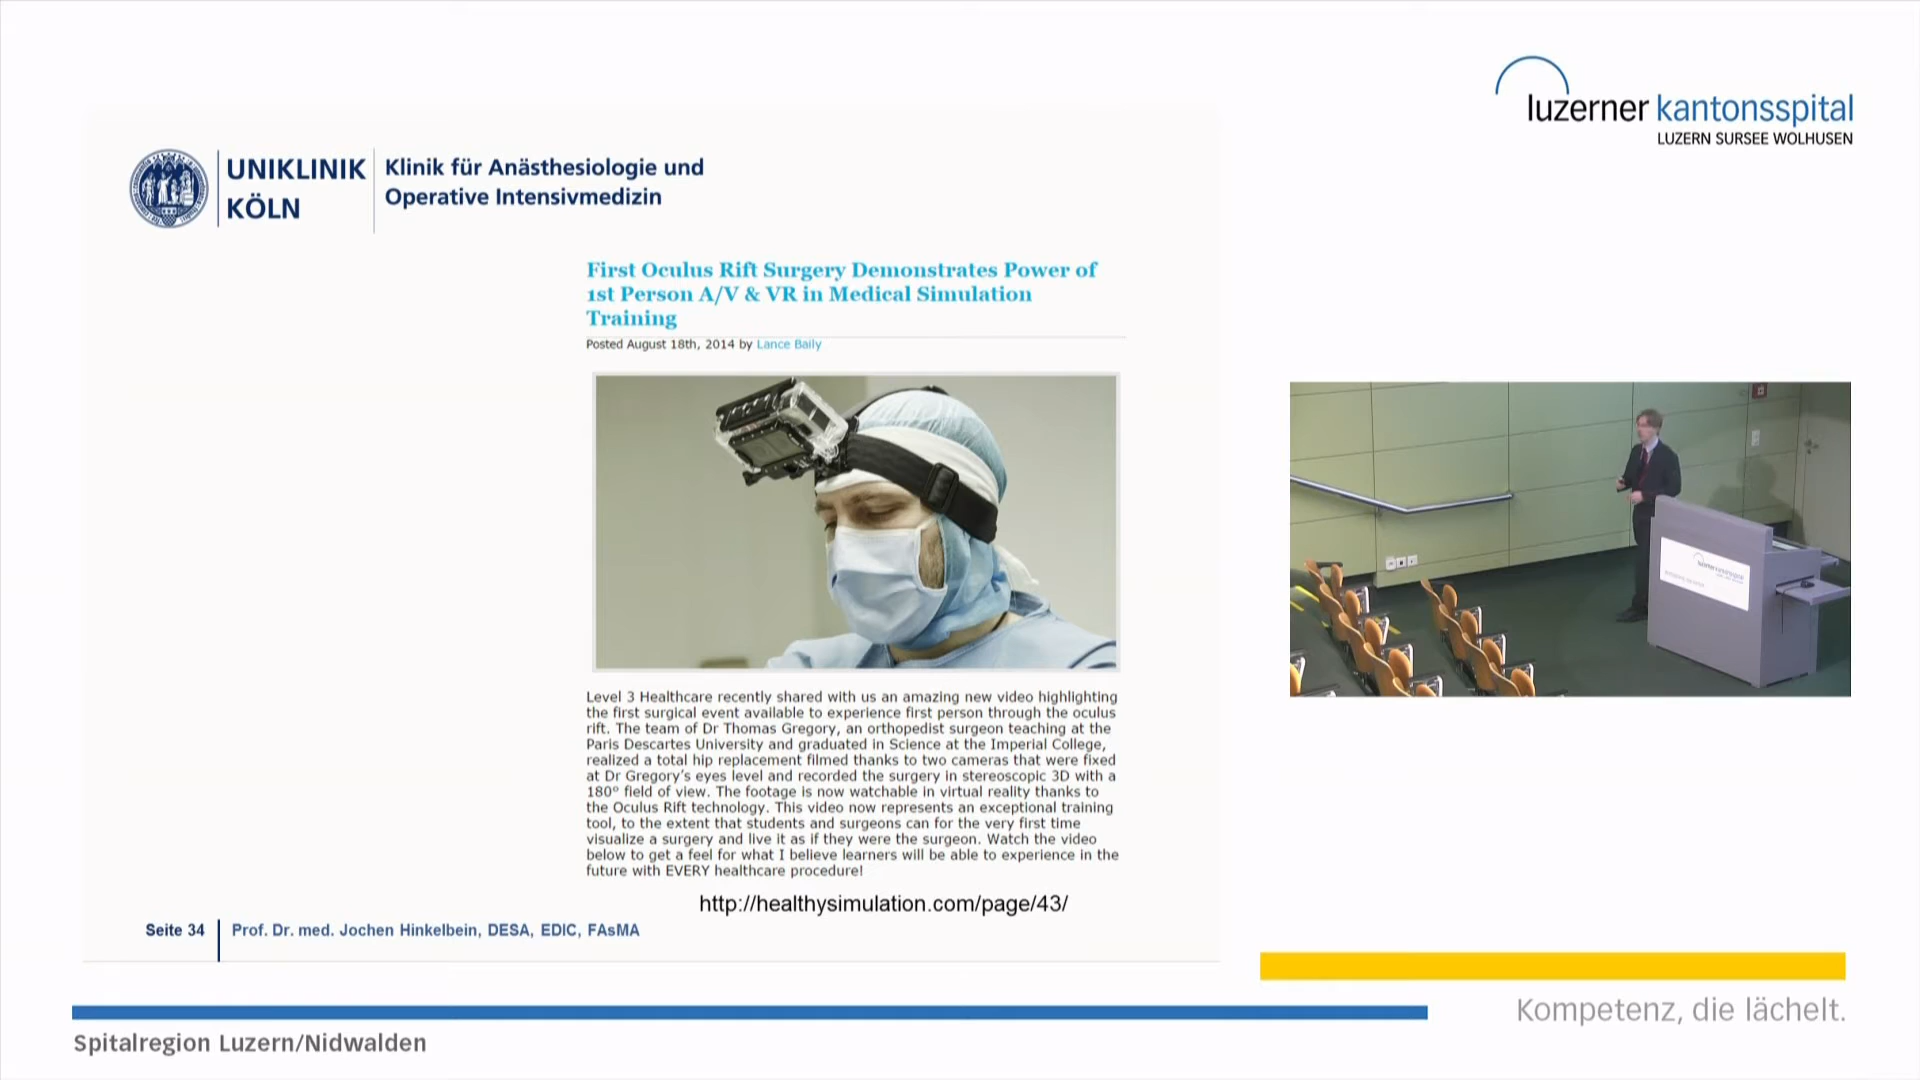 luzerner kantonsspital
LUZERN SURSEE WOLHUSEN
UNIKLINIK
KÖLN
Klinik für Anästhesiologie und
Operative Intensivmedizin
First Oculus Rift Surgery Demonstrates Power of
1st Person A/V & VR in Medical Simulation
Training
Posted August 18th, 2014 by Lance Baily
Level 3 Healthcare recently shared with us an amazing new video highlighting
the first surgical event available to experience first person through the oculus
rift. The team of Dr Thomas Gregory, an orthopedist surgeon teaching at the
Paris Descartes University and graduated in Science at the Imperial College,
realized a total hip replacement filmed thanks to two cameras that were fixed
at Dr Gregory's eyes level and recorded the surgery in stereoscopic 3D with a
180° field of view. The footage is now watchable in virtual reality thanks to
the Oculus Rift technology. This video now represents an exceptional training
tool, to the extent that students and surgeons can for the very first time
visualize a surgery and live it as if they were the surgeon. Watch the video
below to get a feel for what I believe learners will be able to experience in the
future with EVERY healthcare procedure!
http://healthysimulation.com/page/43/
Seite 34
Prof. Dr. med. Jochen Hinkelbein, DESA, EDIC, FAsMA
Kompetenz, die lächelt.
Spitalregion Luzern/Nidwalden